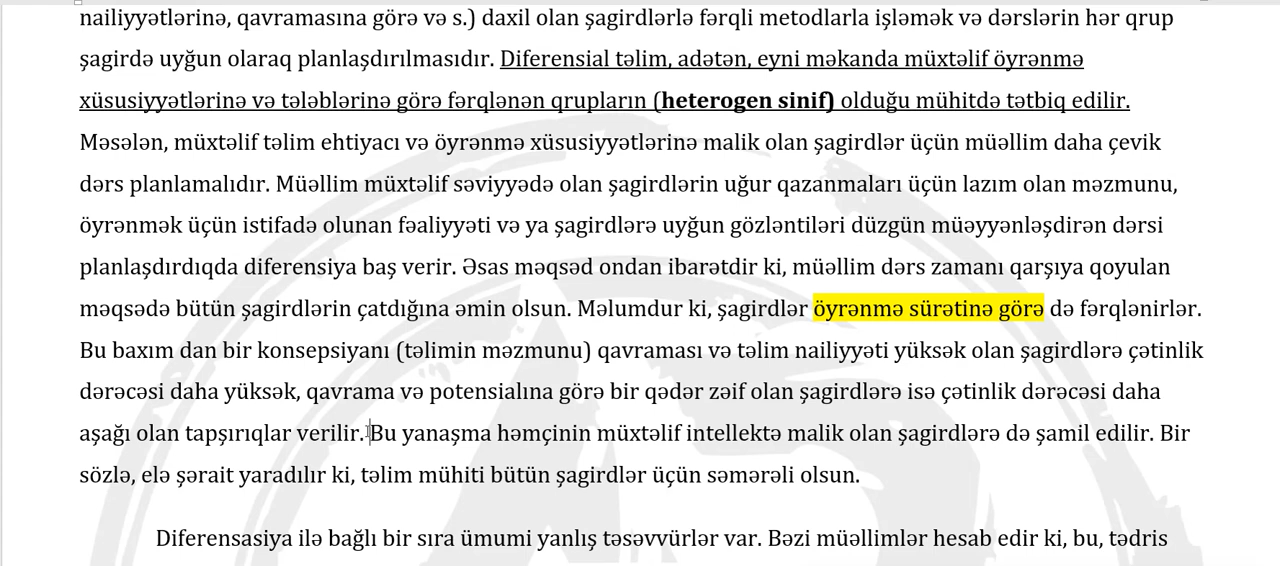 nailiyyətlərinə, qavramasına görə və s.) daxil olan şagirdlərlə fərqli metodlarla işləmək və dərslərin hər qrup
şagirdə uyğun olaraq planlaşdırılmasıdır. Diferensial təlim, adətən, eyni məkanda müxtəlif öyrənmə
xüsusiyyətlərinə və tələblərinə görə fərqlənən qrupların (heterogen sinif) olduğu mühitdə tətbiq edilir.
Məsələn, müxtəlif təlim ehtiyacı və öyrənmə xüsusiyyətlərinə malik olan şagirdlər üçün müəllim daha çevik
dərs planlamalıdır. Müəllim müxtəlif səviyyədə olan şagirdlərin uğur qazanmaları üçün lazım olan məzmunu,
öyrənmək üçün istifadə olunan fəaliyyəti və ya şagirdlərə uyğun gözləntiləri düzgün müəyyənləşdirən dərsi
planlaşdırdıqda diferensiya baş verir. Əsas məqsəd ondan ibarətdir ki, müəllim dərs zamanı qarşıya qoyulan
məqsədə bütün şagirdlərin çatdığına əmin olsun. Məlumdur ki, şagirdlər öyrənmə sürətinə görə də fərqlənirlər.
Bu baxım dan bir konsepsiyanı (təlimin məzmunu) qavraması və təlim nailiyyəti yüksək olan şagirdlərə çətinlik
dərəcəsi daha yüksək, qavrama və potensialına görə bir qədər zəif olan şagirdlərə isə çətinlik dərəcəsi daha
aşağı olan tapşırıqlar verilir. Bu yanaşma həmçinin müxtəlif intellektə malik olan şagirdlərə də şamil edilir. Bir
sözlə, elə şərait yaradılır ki, təlim mühiti bütün şagirdlər üçün səmərəli olsun.
Diferensasiya ilə bağlı bir sıra ümumi yanlış təsəvvürlər var. Bəzi müəllimlər hesab edir ki, bu, tədris